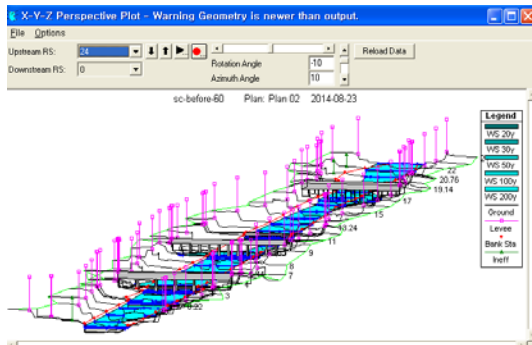 X-Y-Z Perspective Plot - Warning Geometry is newer than output.
File Options
Upstream RS: 24
Downstream RS: 0
Rotation Angle -10
Azimuth Angle 10
Reload Data
sc-before-60 Plan: Plan 02 2014-08-23
Legend
WS 20y
WS 30y
WS 50y
WS 100y
WS 200y
Ground
Levee
Bank Sta
Ineff
22
20.76
19.14
17
15
13.24
11
9
8
7
3